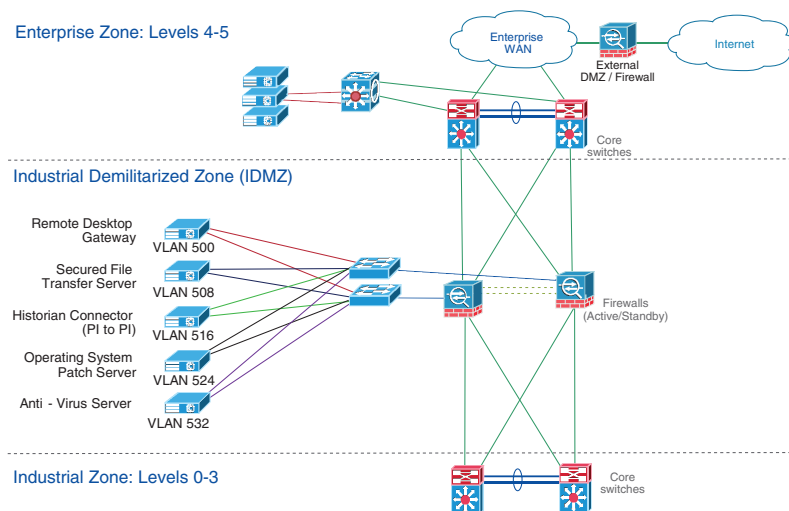 Enterprise Zone: Levels 4-5
Enterprise
WAN
Internet
External
DMZ / Firewall
Core
switches
Industrial Demilitarized Zone (IDMZ)
Remote Desktop
Gateway
VLAN 500
Secured File
Transfer Server
VLAN 508
Historian Connector
(PI to PI)
VLAN 516
Operating System
Patch Server
VLAN 524
Anti - Virus Server
VLAN 532
Firewalls
(Active/Standby)
Industrial Zone: Levels 0-3
Core
switches